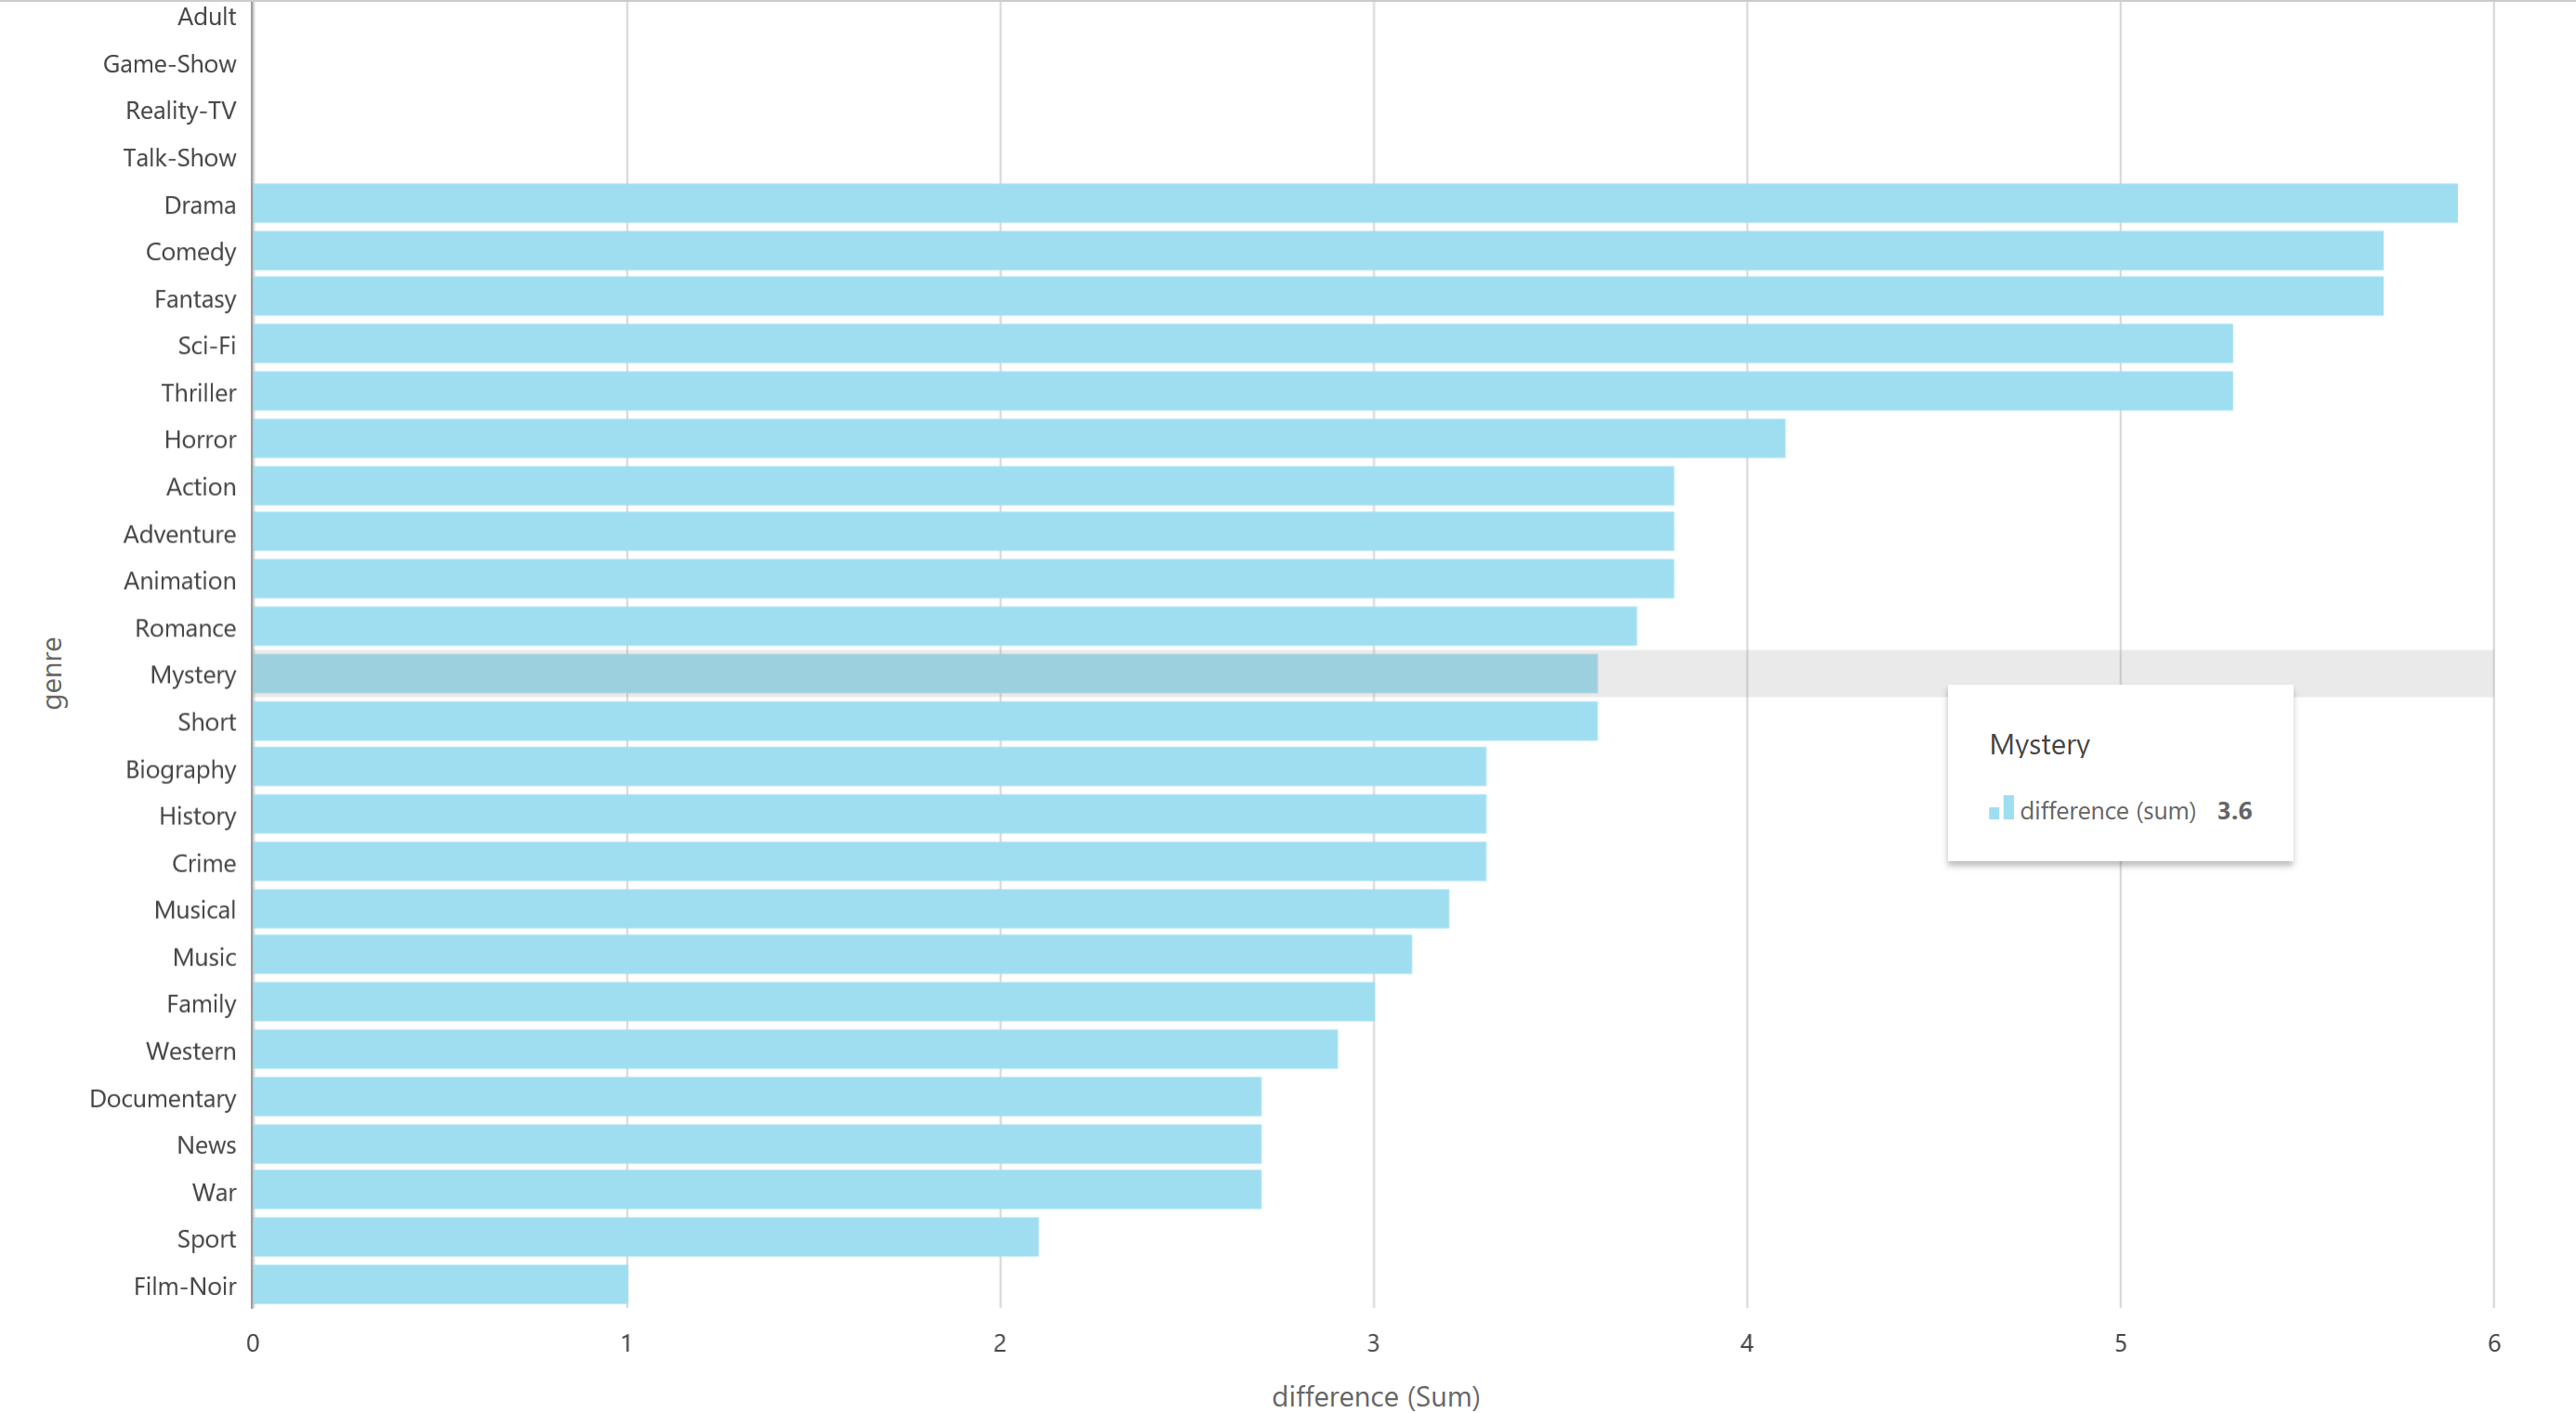 Adult
Game-Show
Reality-TV
Talk-Show
Drama
Comedy
Fantasy
Sci-Fi
Thriller
Horror
Action
Adventure
Animation
Romance
genre
Mystery
Short
Mystery
Biography
difference (sum) 3.6
History
Crime
Musical
Music
Family
Western
Documentary
News
War
Sport
Film-Noir
0 1 2 3 4 5 6
difference (Sum)